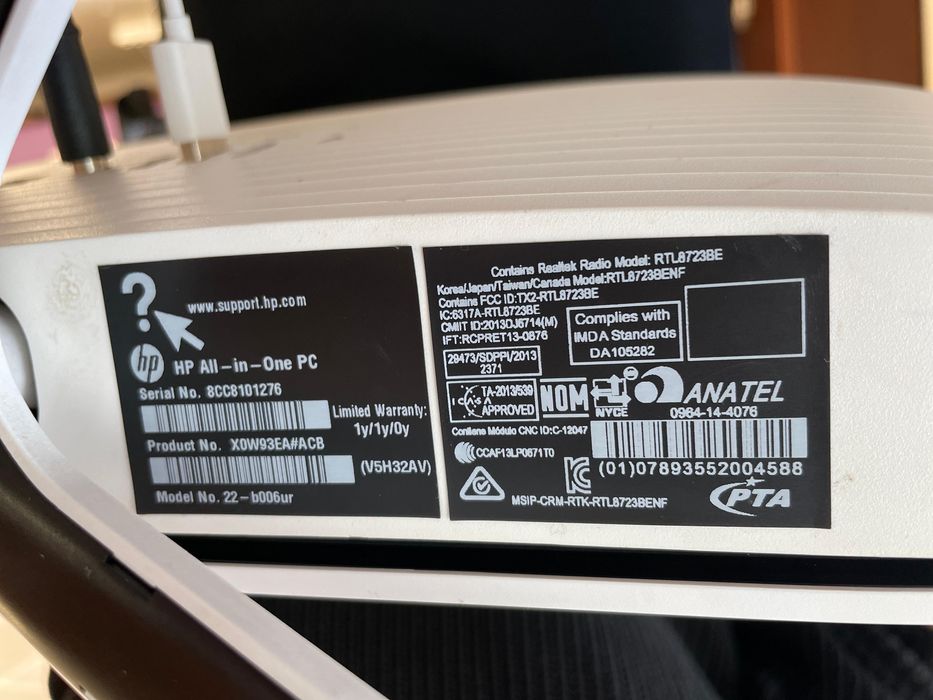 ?
www.support.hp.com
hp HP All-in-One PC
Serial No. 8CC8101276
Limited Warranty:
1y/1y/0y
Product No. X0W93EA#ACB
(V5H32AV)
Model No. 22-b006ur
Contains Realtek Radio Model: RTL8723BE
Korea/Japan/Taiwan/Canada Model:RTL8723BENF
Contains FCC ID:TX2-RTL8723BE
IC:6317A-RTL8723BE
CMIIT ID:2013DJ5714(M)
IFT:RCPRET13-0876
Complies with
IMDA Standards
DA105282
29473/SDPPI/2013
2371
ICASA
TA-2013/539
APPROVED
NOM
NYCE
ANATEL
0964-14-4076
Contiene Módulo CNC ID:C-12047
CCAF13LP0671T0
(01)07893552004588
MSIP-CRM-RTK-RTL8723BENF
PTA